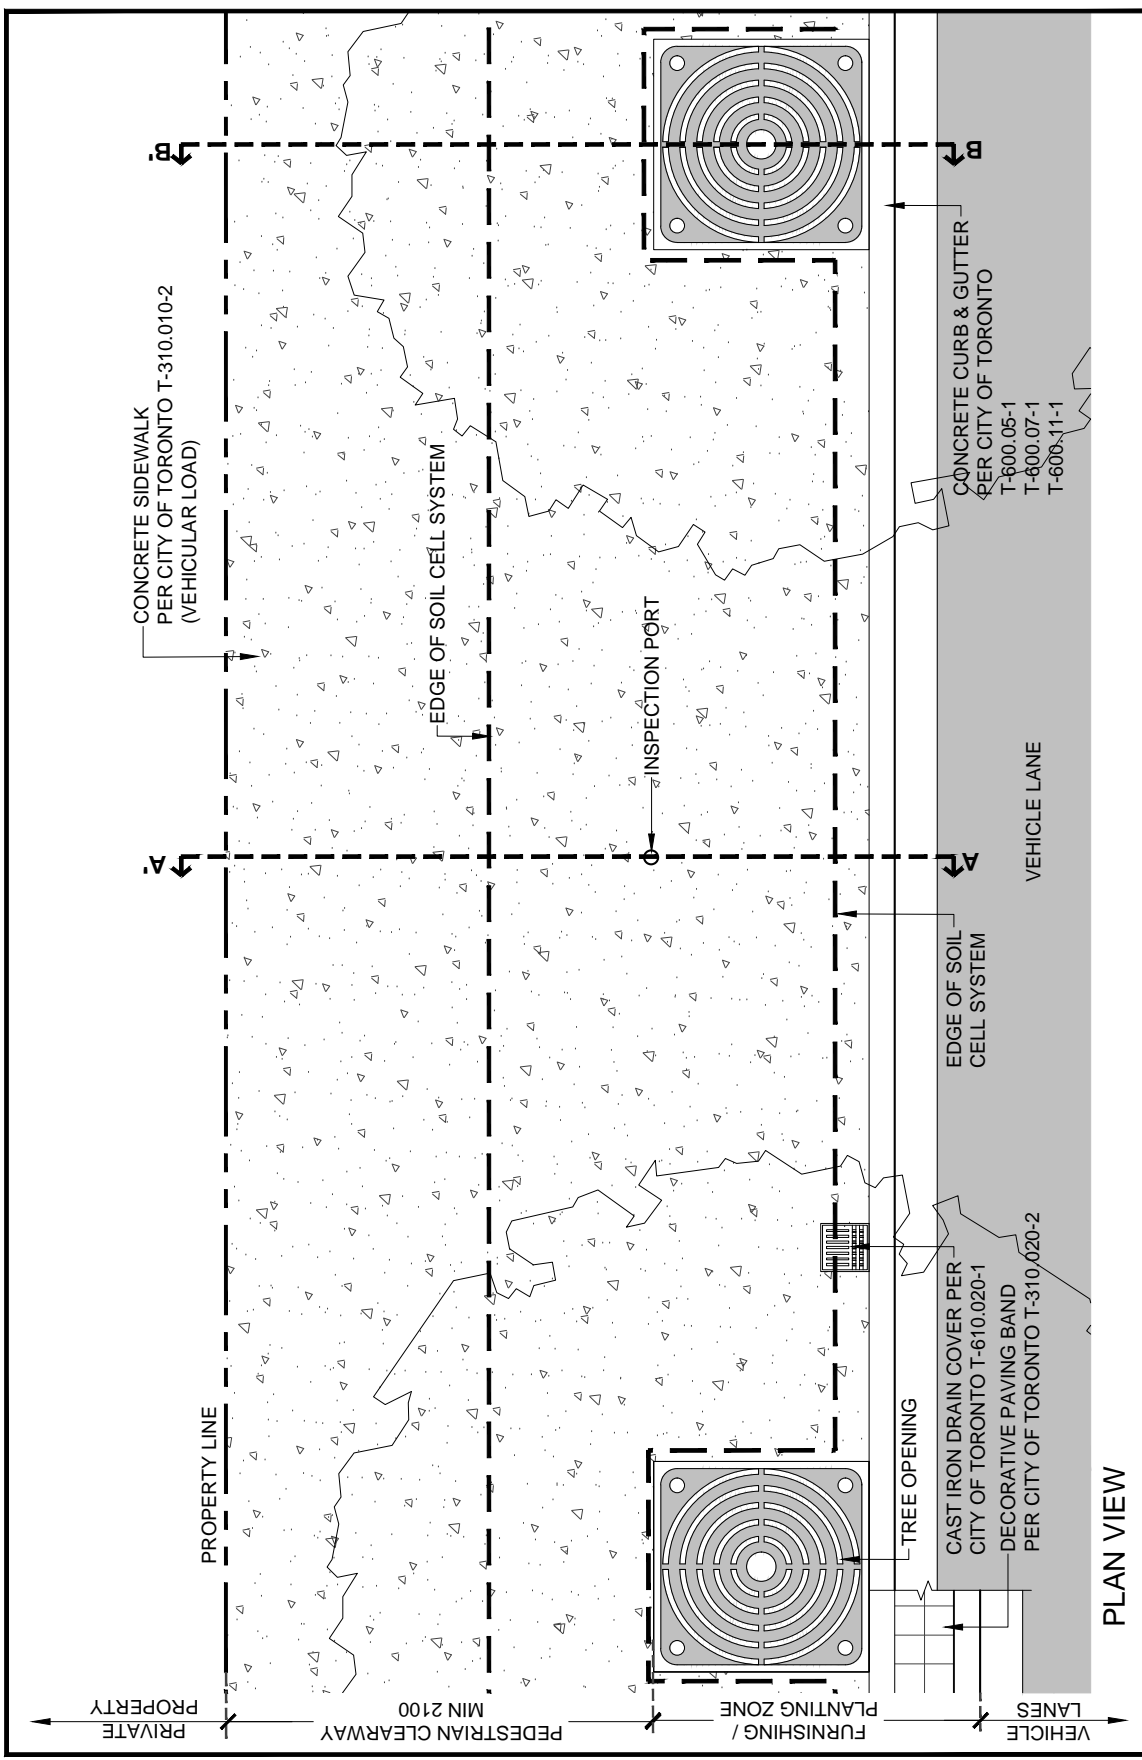 PRIVATE
PROPERTY
PEDESTRIAN CLEARWAY
MIN 2100
FURNISHING /
PLANTING ZONE
VEHICLE
LANES
PROPERTY LINE
CONCRETE SIDEWALK
PER CITY OF TORONTO T-310.010-2
(VEHICULAR LOAD)
A'
B'
EDGE OF SOIL CELL SYSTEM
INSPECTION PORT
TREE OPENING
CAST IRON DRAIN COVER PER
CITY OF TORONTO T-610.020-1
DECORATIVE PAVING BAND
PER CITY OF TORONTO T-310.020-2
EDGE OF SOIL
CELL SYSTEM
A
B
CONCRETE CURB & GUTTER
PER CITY OF TORONTO
T-600.05-1
T-600.07-1
T-600.11-1
VEHICLE LANE
PLAN VIEW